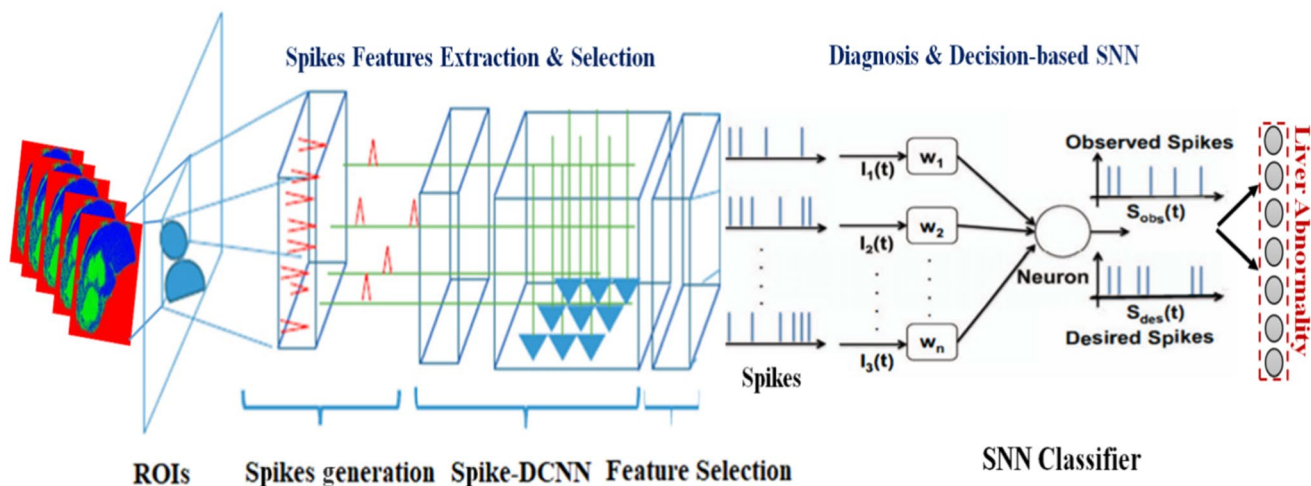 Spikes Features Extraction & Selection
Diagnosis & Decision-based SNN
I1(t)
w1
I2(t)
w2
I3(t)
wn
Spikes
Neuron
Observed Spikes
Sobs(t)
Sdes(t)
Desired Spikes
Liver Abnormality
ROIs
Spikes generation
Spike-DCNN
Feature Selection
SNN Classifier